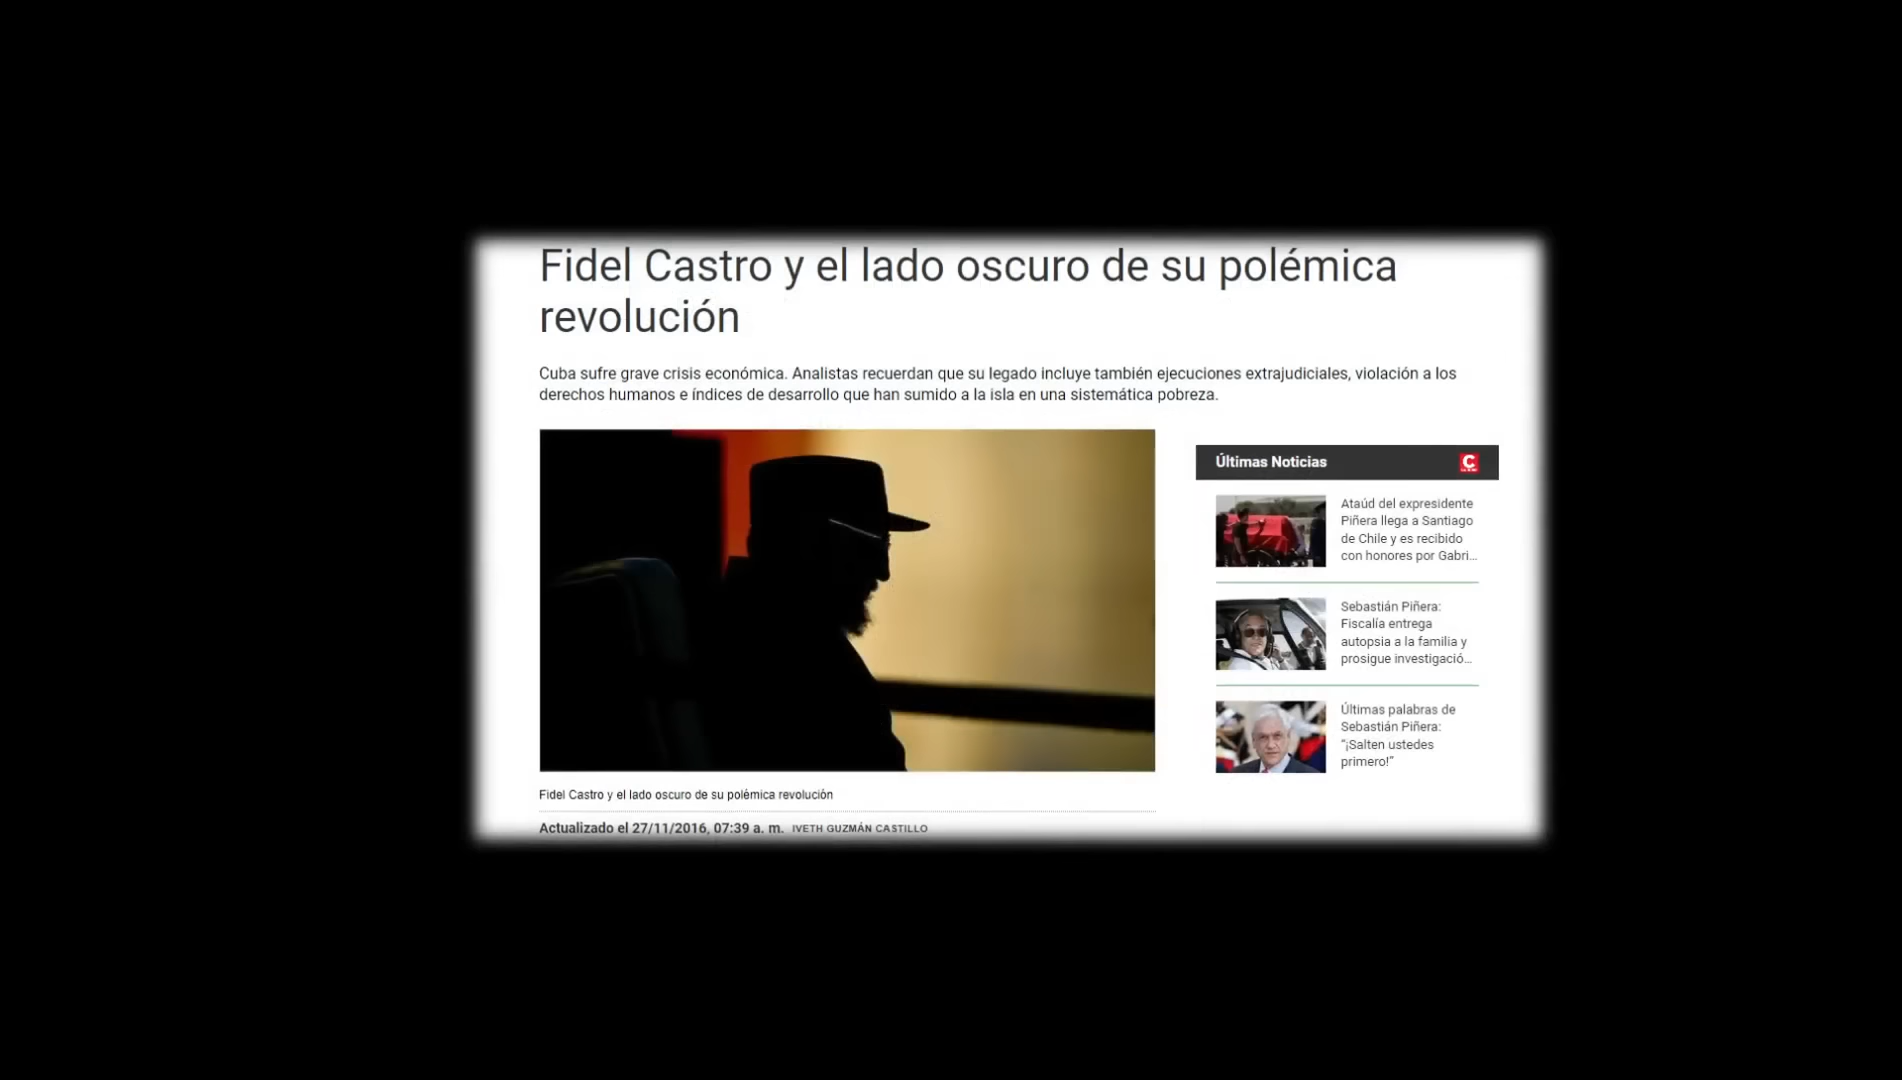 Fidel Castro y el lado oscuro de su polémica
revolución
Cuba sufre grave crisis económica. Analistas recuerdan que su legado incluye también ejecuciones extrajudiciales, violación a los
derechos humanos e índices de desarrollo que han sumido a la isla en una sistemática pobreza.
Últimas Noticias
C
Ataúd del expresidente
Piñera llega a Santiago
de Chile y es recibido
con honores por Gabri...
Sebastián Piñera:
Fiscalía entrega
autopsia a la familia y
prosigue investigació...
Últimas palabras de
Sebastián Piñera:
“¡Salten ustedes
primero!”
Fidel Castro y el lado oscuro de su polémica revolución
Actualizado el 27/11/2016, 07:39 a. m. IVETH GUZMÁN CASTILLO